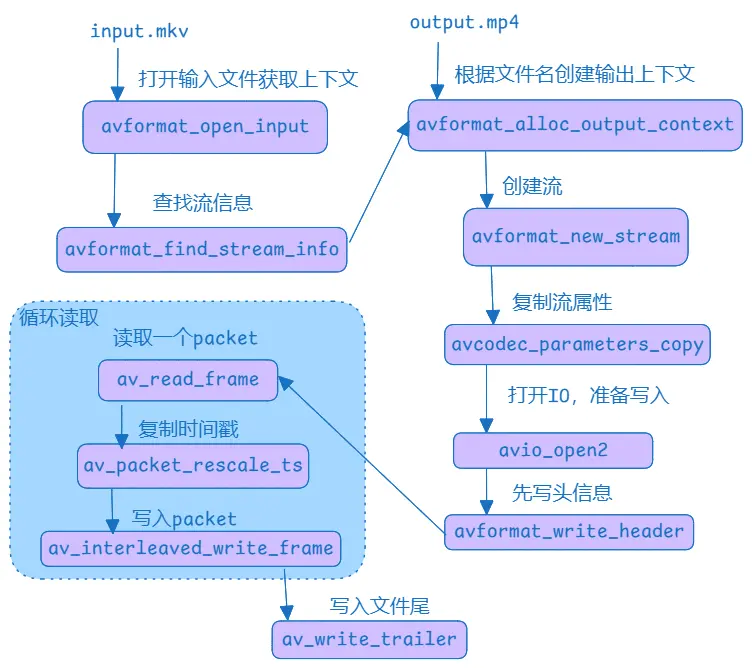 input.mkv
打开输入文件获取上下文
avformat_open_input
查找流信息
avformat_find_stream_info
output.mp4
根据文件名创建输出上下文
avformat_alloc_output_context
创建流
avformat_new_stream
复制流属性
avcodec_parameters_copy
打开IO，准备写入
avio_open2
先写头信息
avformat_write_header
循环读取
读取一个packet
av_read_frame
复制时间戳
av_packet_rescale_ts
写入packet
av_interleaved_write_frame
写入文件尾
av_write_trailer